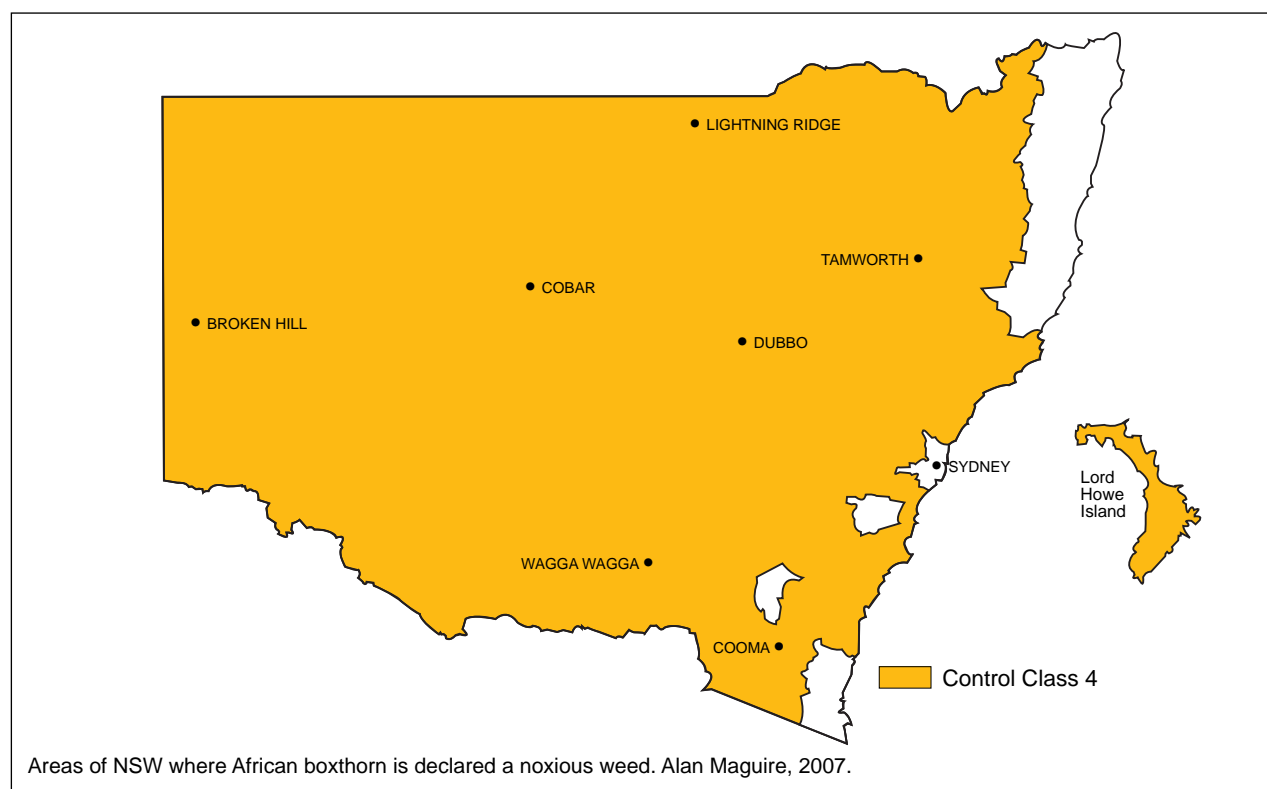 LIGHTNING RIDGE
TAMWORTH
COBAR
BROKEN HILL
DUBBO
SYDNEY
Lord
Howe
Island
WAGGA WAGGA
COOMA
Control Class 4
Areas of NSW where African boxthorn is declared a noxious weed. Alan Maguire, 2007.